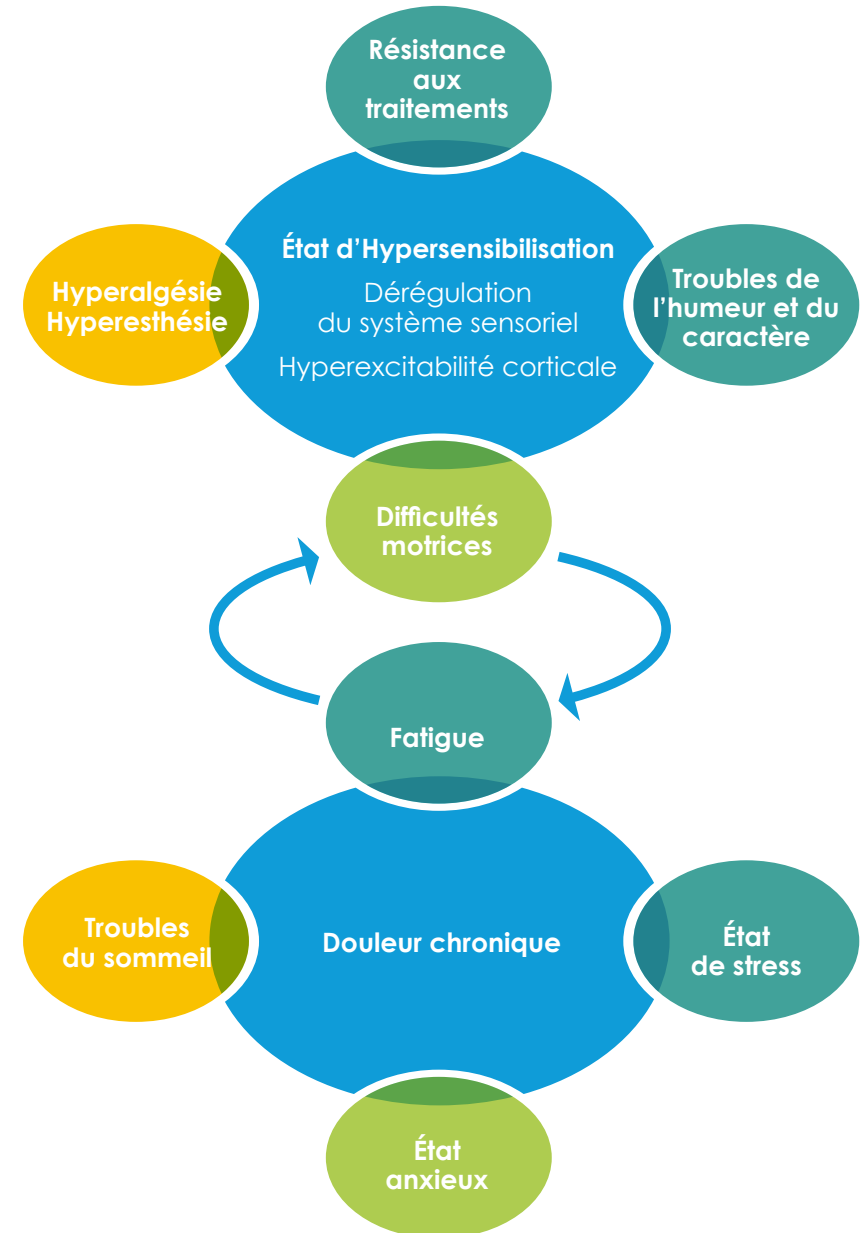 Résistance
aux
traitements
État d’Hypersensibilisation
Dérégulation
du système sensoriel
Hyperexcitabilité corticale
Hyperalgésie
Hyperesthésie
Troubles de
l’humeur et du
caractère
Difficultés
motrices
Fatigue
Troubles
du sommeil
Douleur chronique
État
de stress
État
anxieux